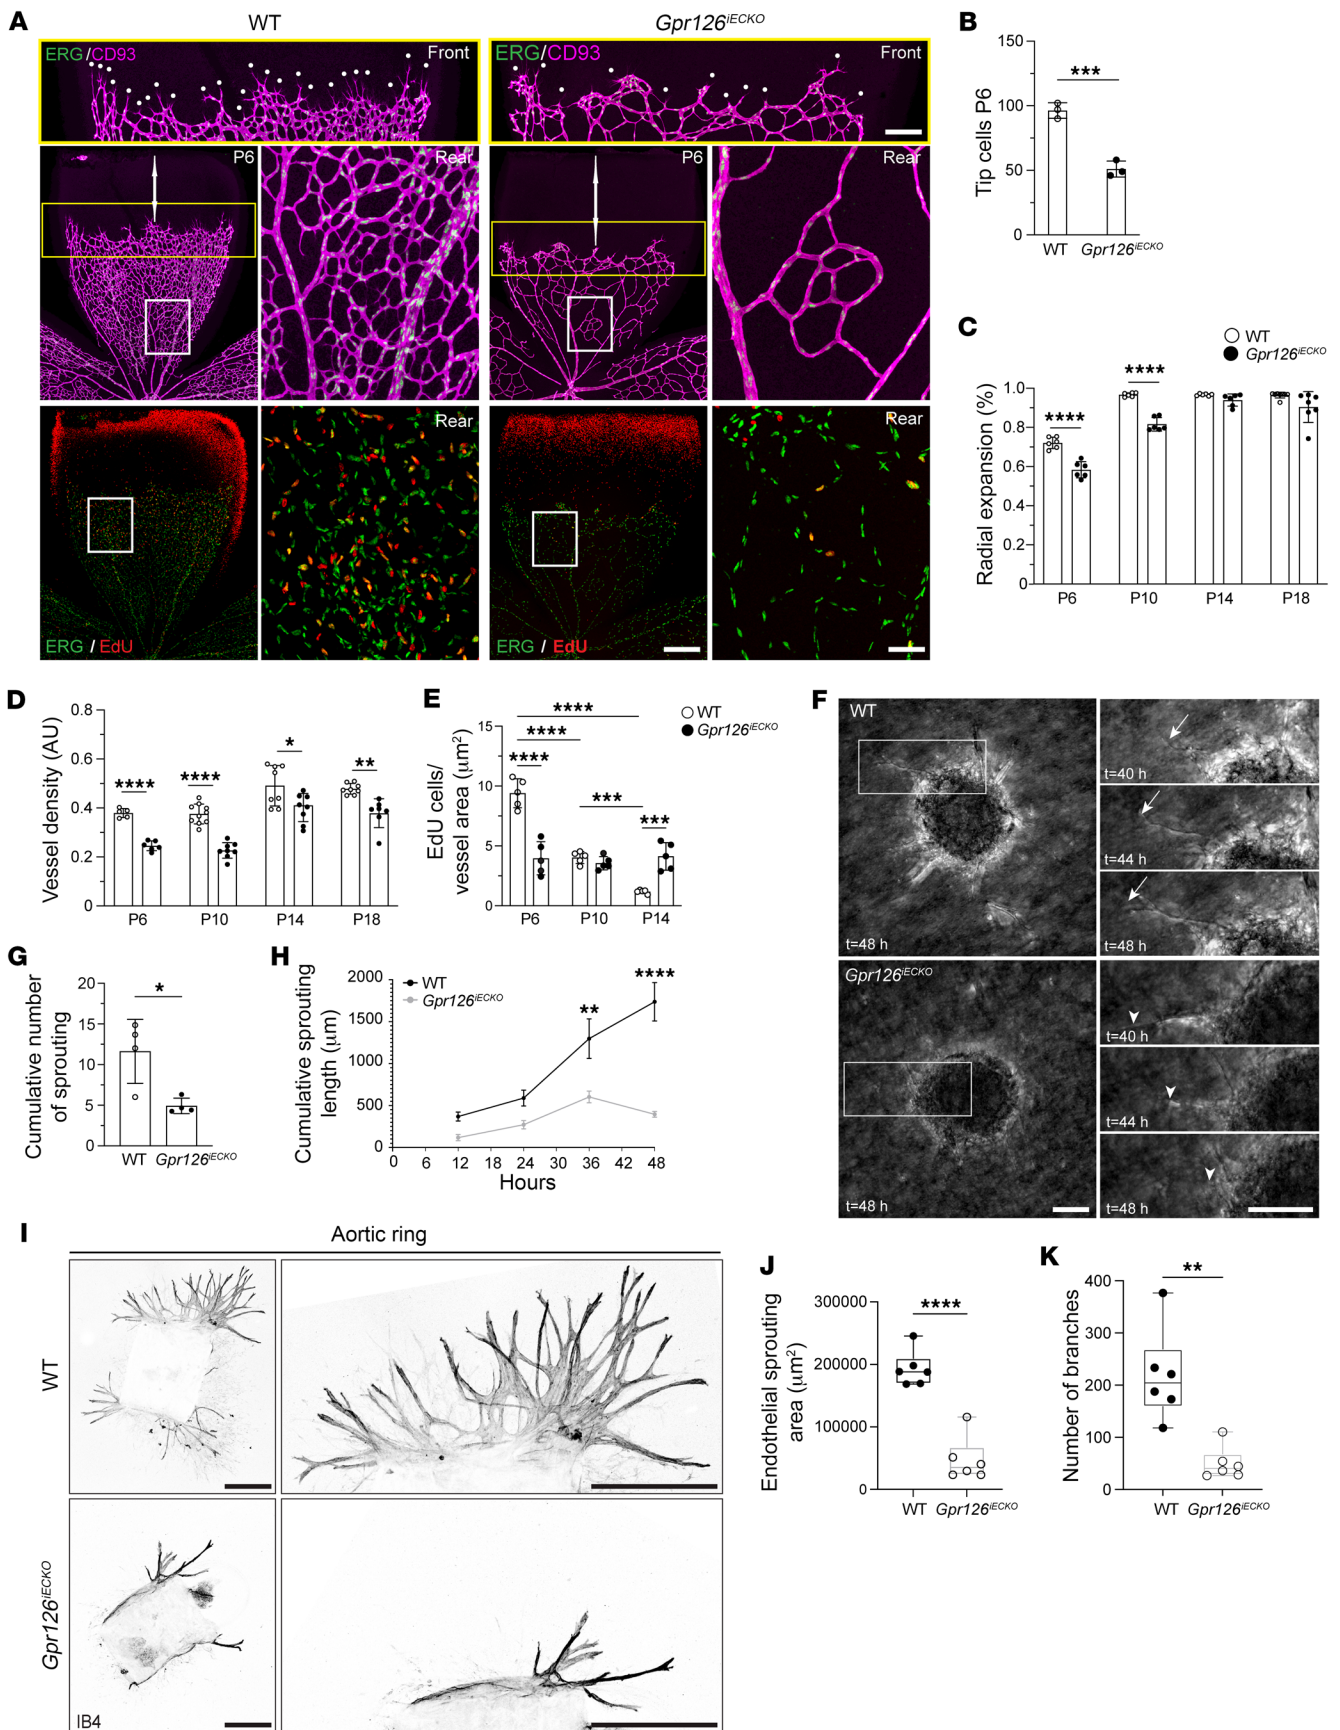 A
WT
Gpr126iECKO
ERG/CD93
Front
ERG/CD93
Front
P6
Rear
P6
Rear
Rear
Rear
ERG / EdU
ERG / EdU
B
Tip cells P6
150
100
50
0
***
WT
Gpr126iECKO
C
WT
Gpr126iECKO
Radial expansion (%)
1.0
0.8
0.6
0.4
0.2
0
****
****
P6
P10
P14
P18
D
Vessel density (AU)
0.8
0.6
0.4
0.2
0
****
****
*
**
P6
P10
P14
P18
E
EdU cells/
vessel area (μm2)
15
10
5
0
****
****
****
***
***
WT
Gpr126iECKO
P6
P10
P14
F
WT
t=48 h
t=40 h
t=44 h
t=48 h
Gpr126iECKO
t=48 h
t=40 h
t=44 h
t=48 h
G
Cumulative number
of sprouting
20
15
10
5
0
*
WT
Gpr126iECKO
H
Cumulative sprouting
length (μm)
2000
1500
1000
500
0
WT
Gpr126iECKO
**
****
0 6 12 18 24 30 36 42 48
Hours
I
Aortic ring
WT
Gpr126iECKO
IB4
J
Endothelial sprouting
area (μm2)
300000
200000
100000
0
****
WT
Gpr126iECKO
K
Number of branches
400
300
200
100
0
**
WT
Gpr126iECKO